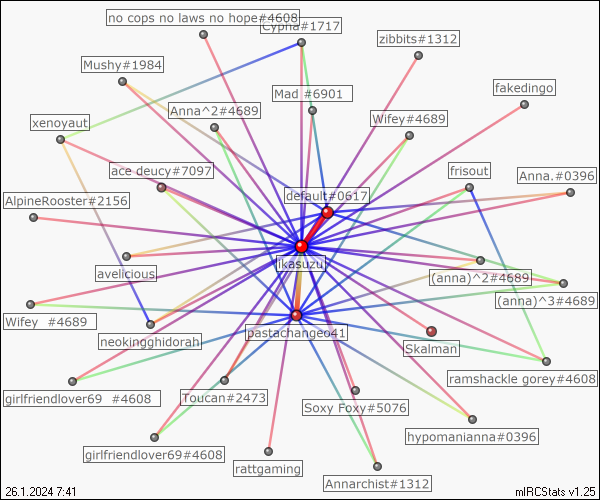 no cops no laws no hope#4608
Cypha#1717
zibbits#1312
Mushy#1984
fakedingo
Mad #6901
Anna^2#4689
Wifey#4689
xenoyaut
ace deucy#7097
frisout
Anna.#0396
default#0617
AlpineRooster#2156
ikasuzu
avelicious
(anna)^2#4689
(anna)^3#4689
Wifey #4689
pastachangeo41
neokingghidorah
Skalman
ramshackle gorey#4608
girlfriendlover69 #4608
Toucan#2473
Soxy Foxy#5076
hypomanianna#0396
girlfriendlover69#4608
rattgaming
Annarchist#1312
26.1.2024 7:41
mIRCStats v1.25